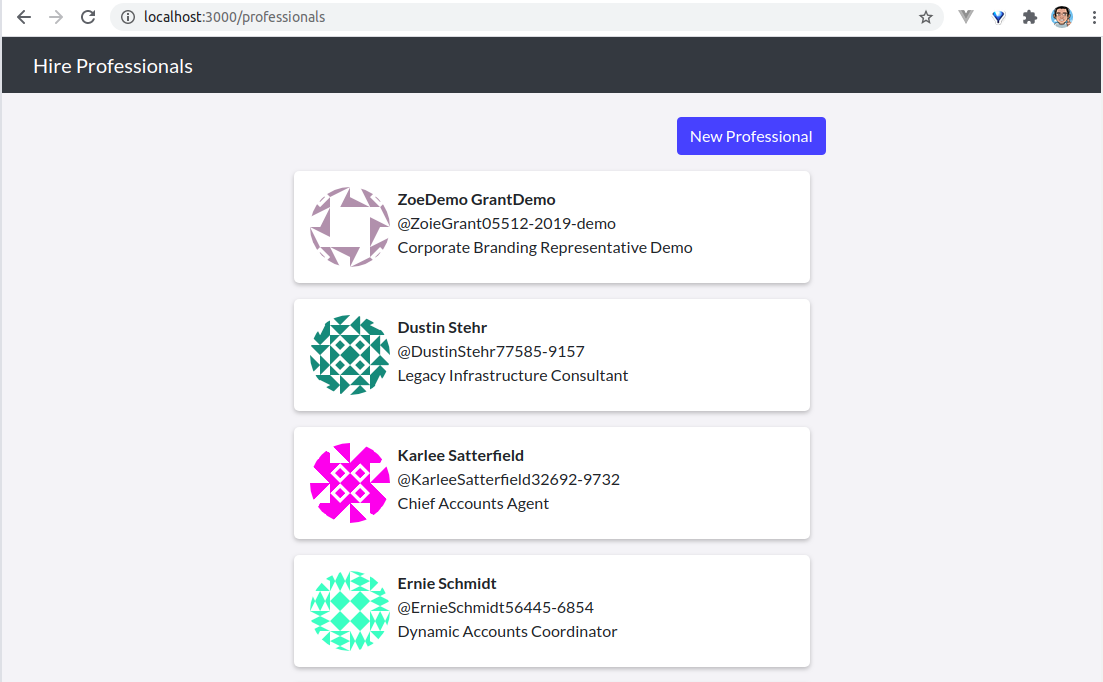 localhost:3000/professionals
Hire Professionals
New Professional
ZoeDemo GrantDemo
@ZoieGrant05512-2019-demo
Corporate Branding Representative Demo
Dustin Stehr
@DustinStehr77585-9157
Legacy Infrastructure Consultant
Karlee Satterfield
@KarleeSatterfield32692-9732
Chief Accounts Agent
Ernie Schmidt
@ErnieSchmidt56445-6854
Dynamic Accounts Coordinator